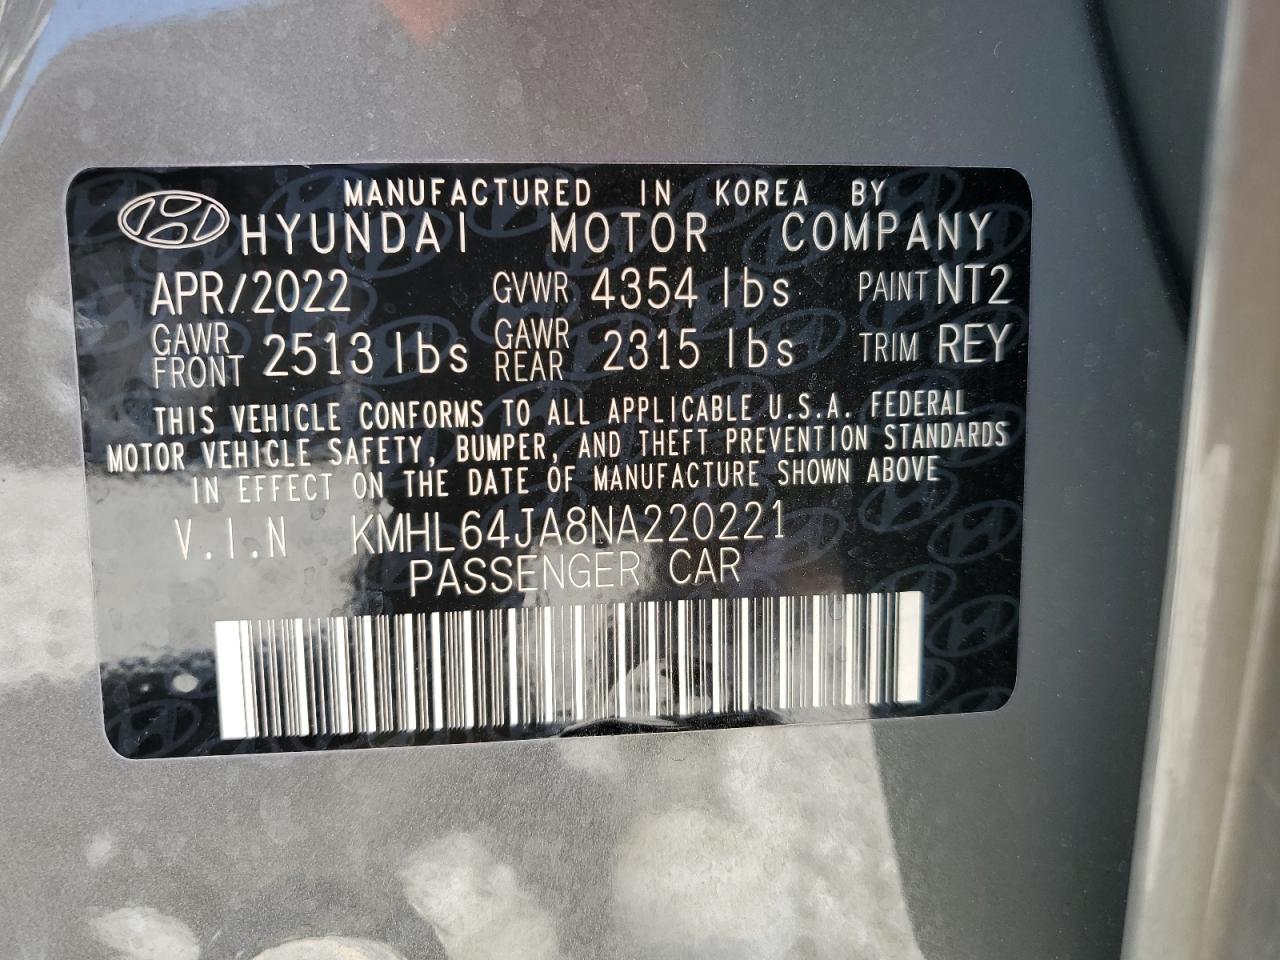 MANUFACTURED IN KOREA BY
HYUNDAI MOTOR COMPANY
APR/2022 GVWR 4354 lbs PAINT NT2
GAWR FRONT 2513 lbs GAWR REAR 2315 lbs TRIM REY
THIS VEHICLE CONFORMS TO ALL APPLICABLE U.S.A. FEDERAL
MOTOR VEHICLE SAFETY, BUMPER, AND THEFT PREVENTION STANDARDS
IN EFFECT ON THE DATE OF MANUFACTURE SHOWN ABOVE
V.I.N KMHL64JA8NA220221
PASSENGER CAR